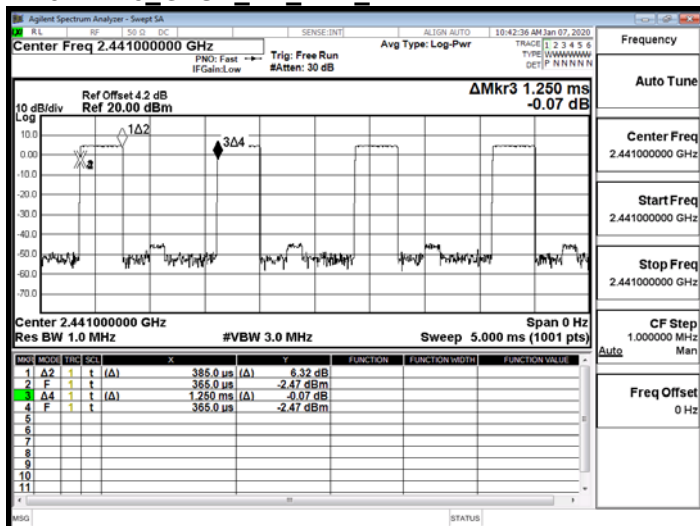 Agilent Spectrum Analyzer - Swept SA
RL RF 50 Ω DC SENSE:INT ALIGN AUTO 10:42:36 AM Jan 07, 2020
Center Freq 2.441000000 GHz
PNO: Fast
IFGain:Low
Trig: Free Run
#Atten: 30 dB
Avg Type: Log-Pwr
TRACE 1 2 3 4 5 6
TYPE WWWWWW
DET P NNNNN
Ref Offset 4.2 dB
Ref 20.00 dBm
10 dB/div
Log
ΔMkr3 1.250 ms
-0.07 dB
10.0
0.00
-10.0
-20.0
-30.0
-40.0
-50.0
-60.0
-70.0
1Δ2
3Δ4
Center 2.441000000 GHz
Span 0 Hz
Res BW 1.0 MHz
#VBW 3.0 MHz
Sweep 5.000 ms (1001 pts)
MKR MODE TRC SCL X Y FUNCTION FUNCTION WIDTH FUNCTION VALUE
1 Δ2 1 t (Δ) 385.0 µs (Δ) 6.32 dB
2 F 1 t 365.0 µs -2.47 dBm
3 Δ4 1 t (Δ) 1.250 ms (Δ) -0.07 dB
4 F 1 t 365.0 µs -2.47 dBm
5
6
7
8
9
10
11
MSG
STATUS
Frequency
Auto Tune
Center Freq
2.441000000 GHz
Start Freq
2.441000000 GHz
Stop Freq
2.441000000 GHz
CF Step
1.000000 MHz
Auto Man
Freq Offset
0 Hz